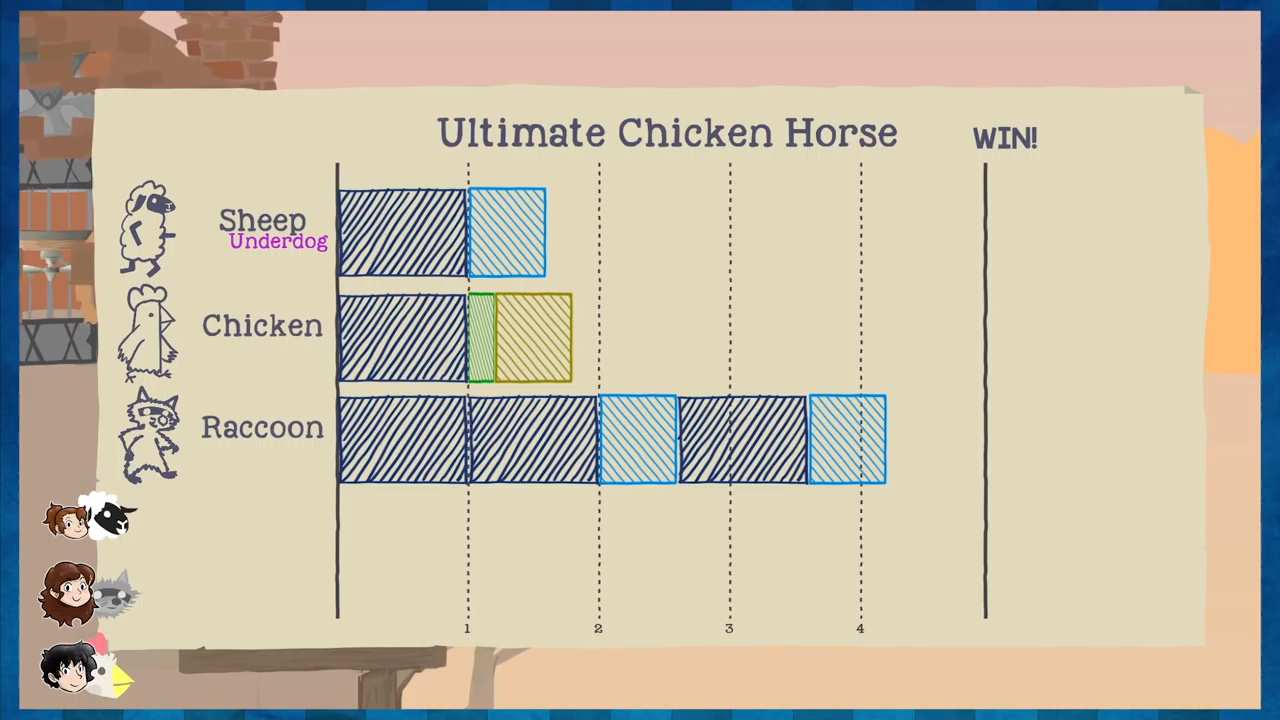 Ultimate Chicken Horse
WIN!
Sheep
Underdog
Chicken
Raccoon
1 2 3 4